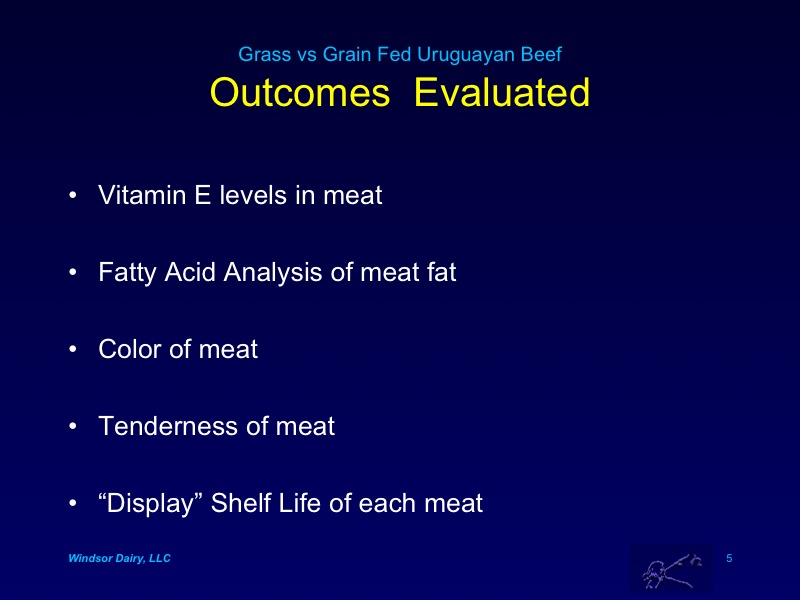 Grass vs Grain Fed Uruguayan Beef
Outcomes  Evaluated
• Vitamin E levels in meat
• Fatty Acid Analysis of meat fat
• Color of meat
• Tenderness of meat
• “Display” Shelf Life of each meat
Windsor Dairy, LLC
5